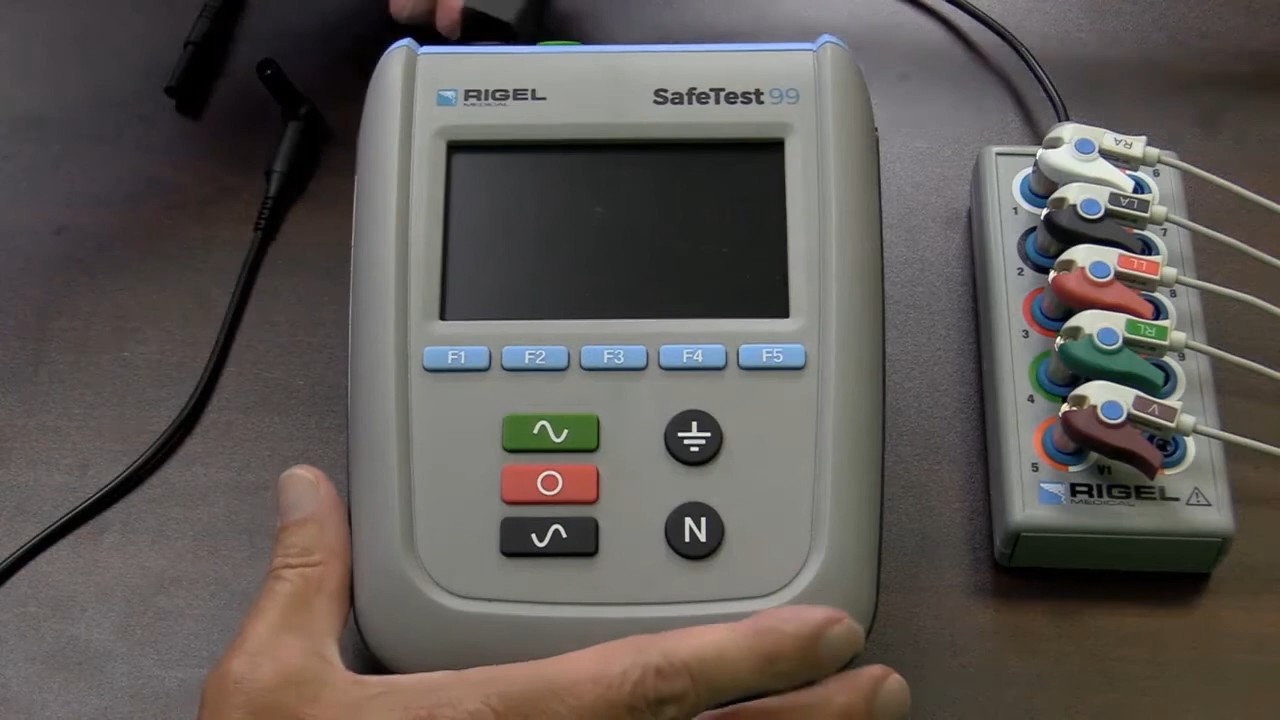 RIGEL
MEDICAL
SafeTest 99
F1 F2 F3 F4 F5
N
RA
6
1
LA
7
2
LL
8
3
RL
9
4
V
5
V1
RIGEL
MEDICAL